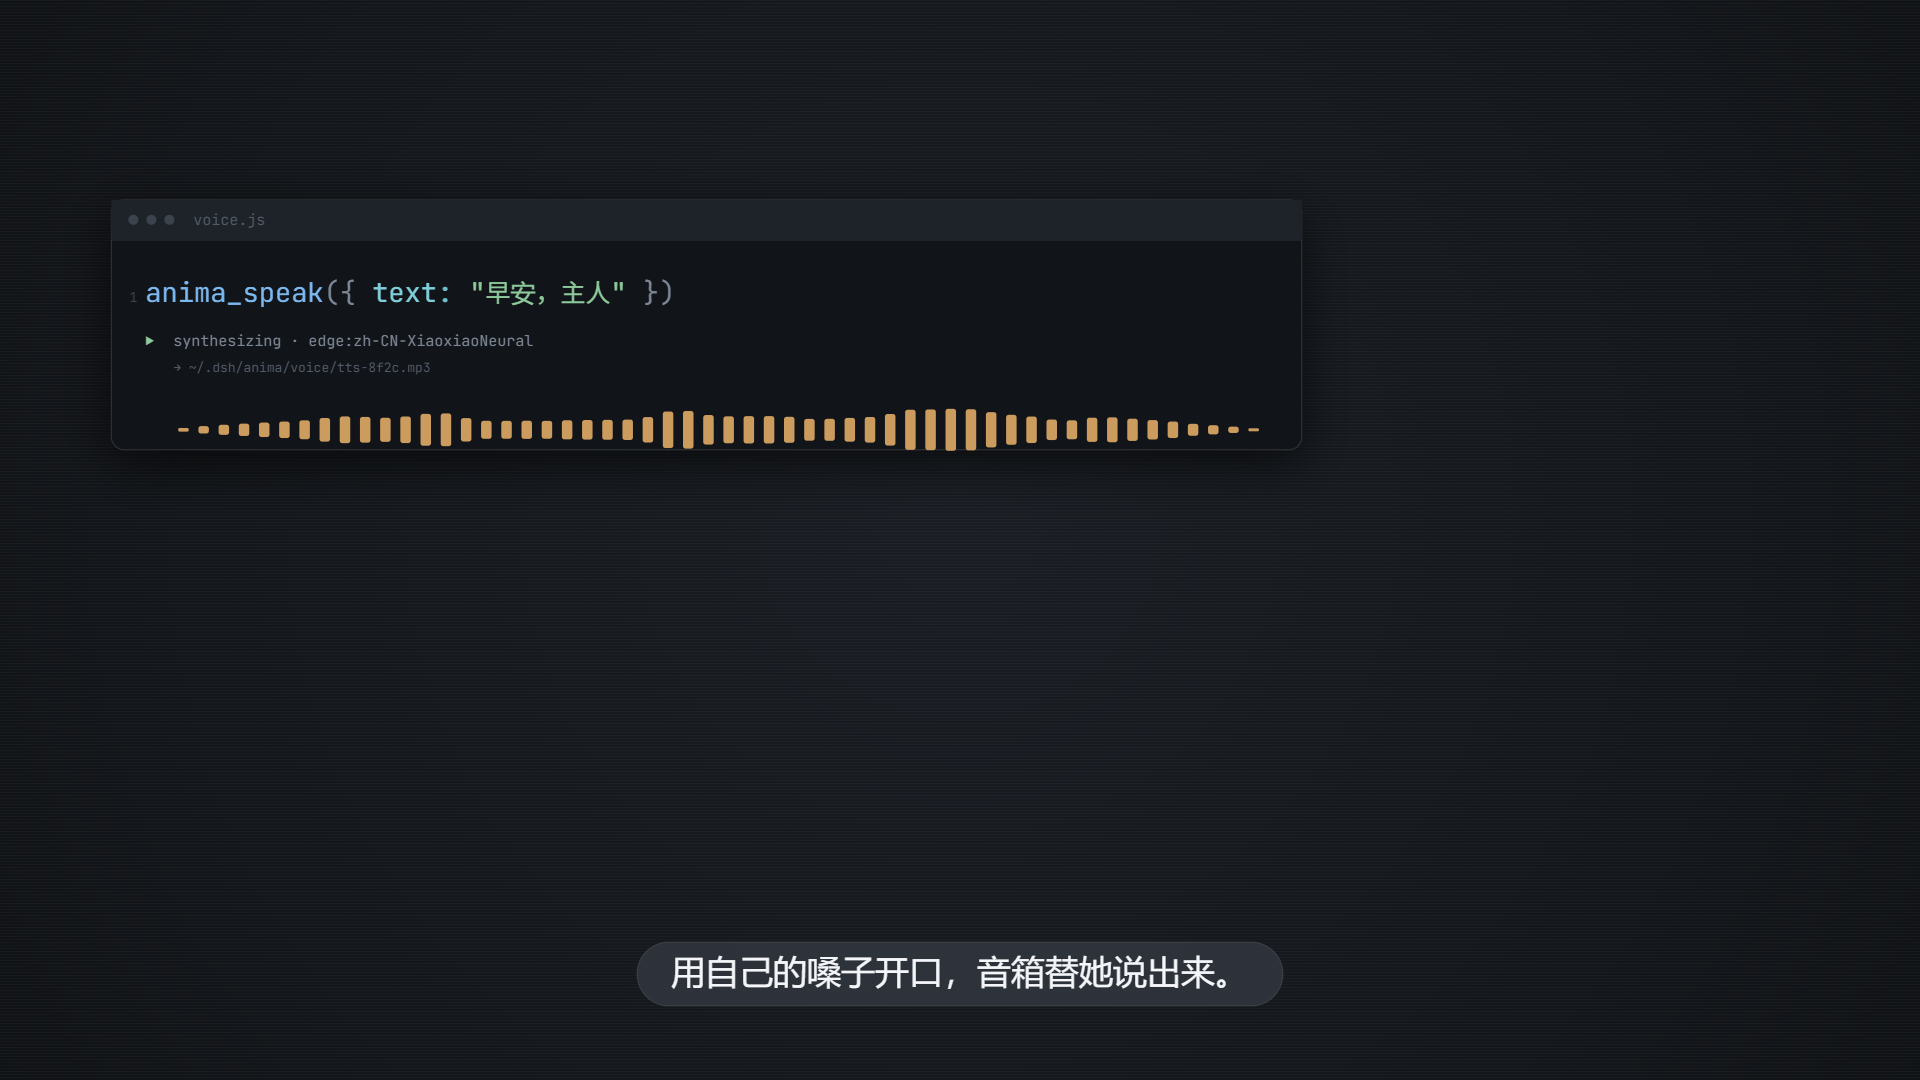 voice.js
1 anima_speak({ text: "早安，主人" })
▶ synthesizing · edge:zh-CN-XiaoxiaoNeural
→ ~/.dsh/anima/voice/tts-8f2c.mp3
用自己的嗓子开口，音箱替她说出来。